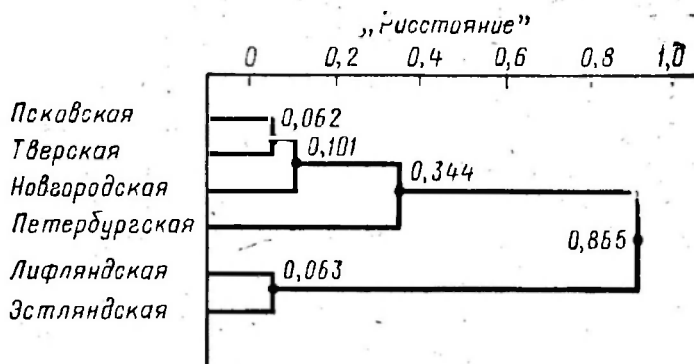 „Расстояние”
0 0,2 0,4 0,6 0,8 1,0
Псковская
0,062
Тверская
0,101
Новгородская
0,344
Петербургская
0,865
Лифляндская
0,063
Эстляндская